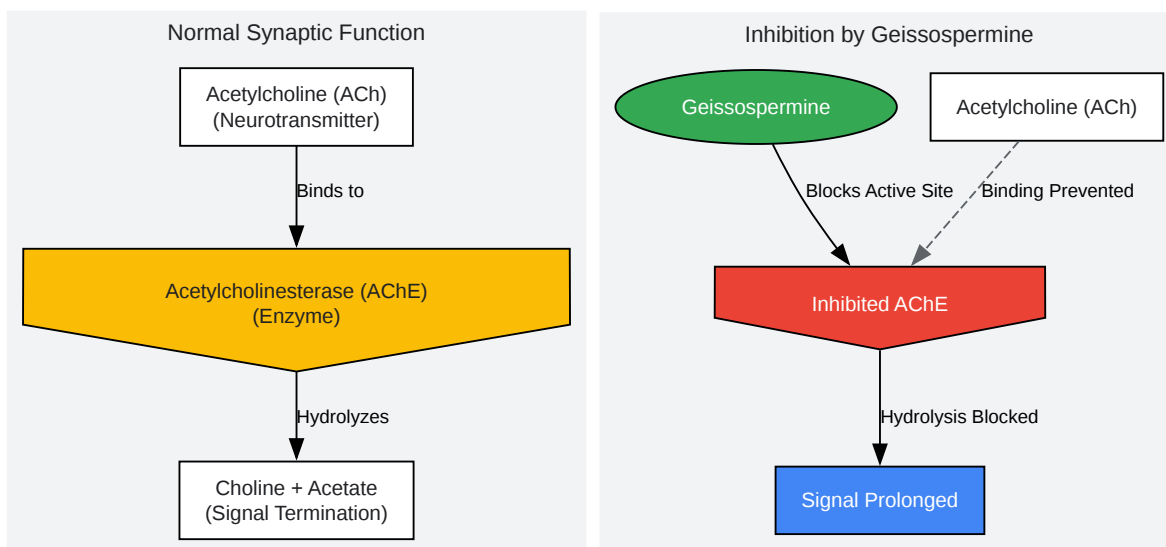 Normal Synaptic Function
Acetylcholine (ACh)
(Neurotransmitter)
Binds to
Acetylcholinesterase (AChE)
(Enzyme)
Hydrolyzes
Choline + Acetate
(Signal Termination)
Inhibition by Geissospermine
Geissospermine
Acetylcholine (ACh)
Blocks Active Site
Binding Prevented
Inhibited AChE
Hydrolysis Blocked
Signal Prolonged